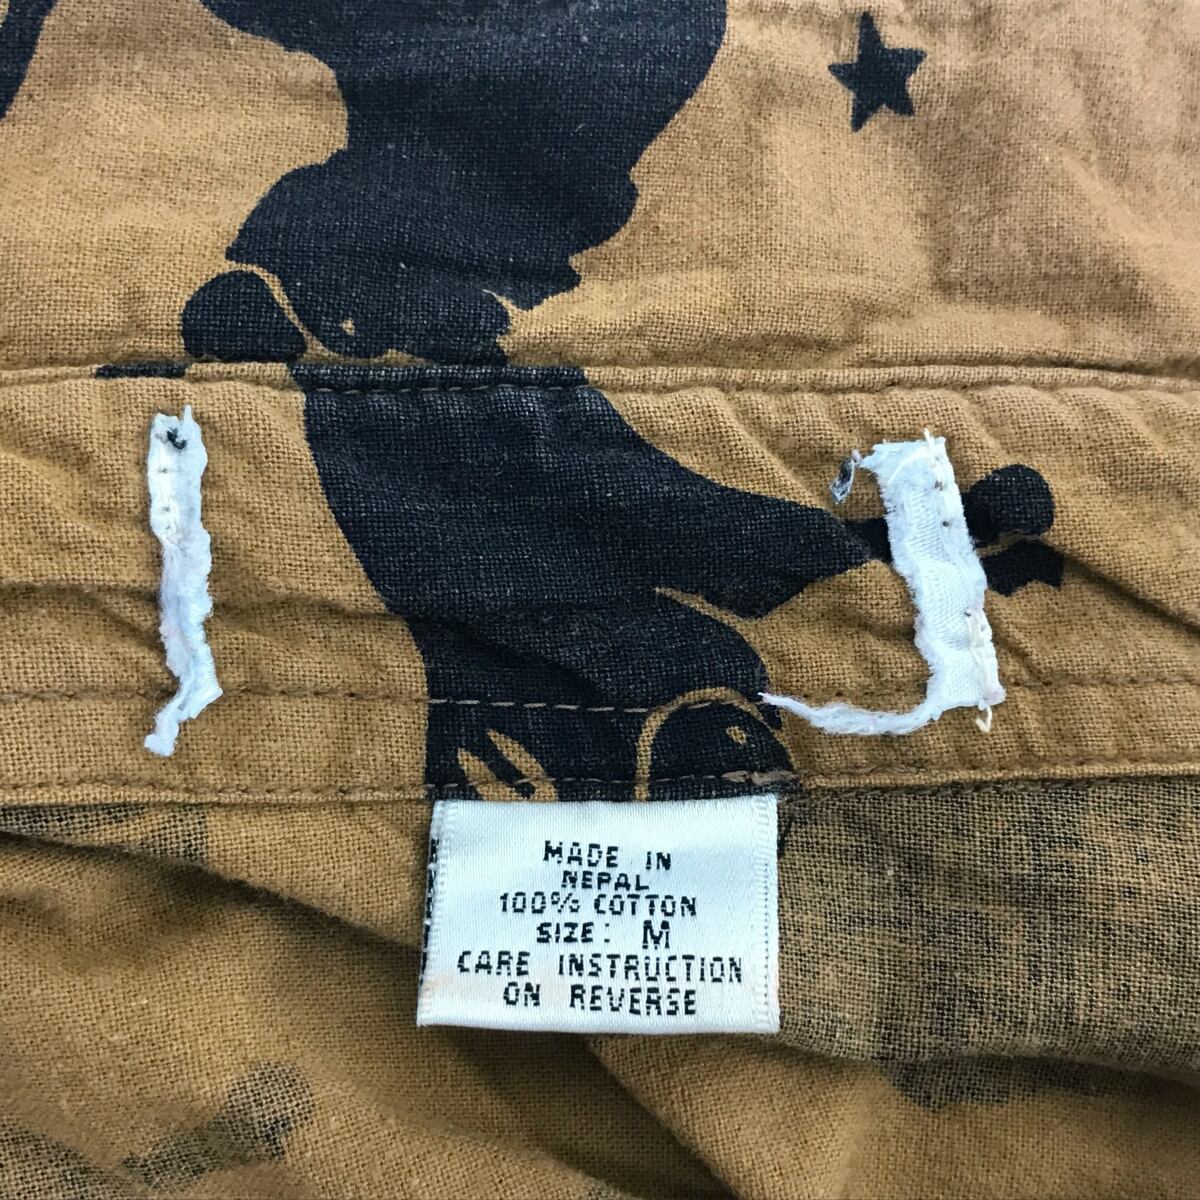 MADE IN
NEPAL
100% COTTON
SIZE: M
CARE INSTRUCTION
ON REVERSE